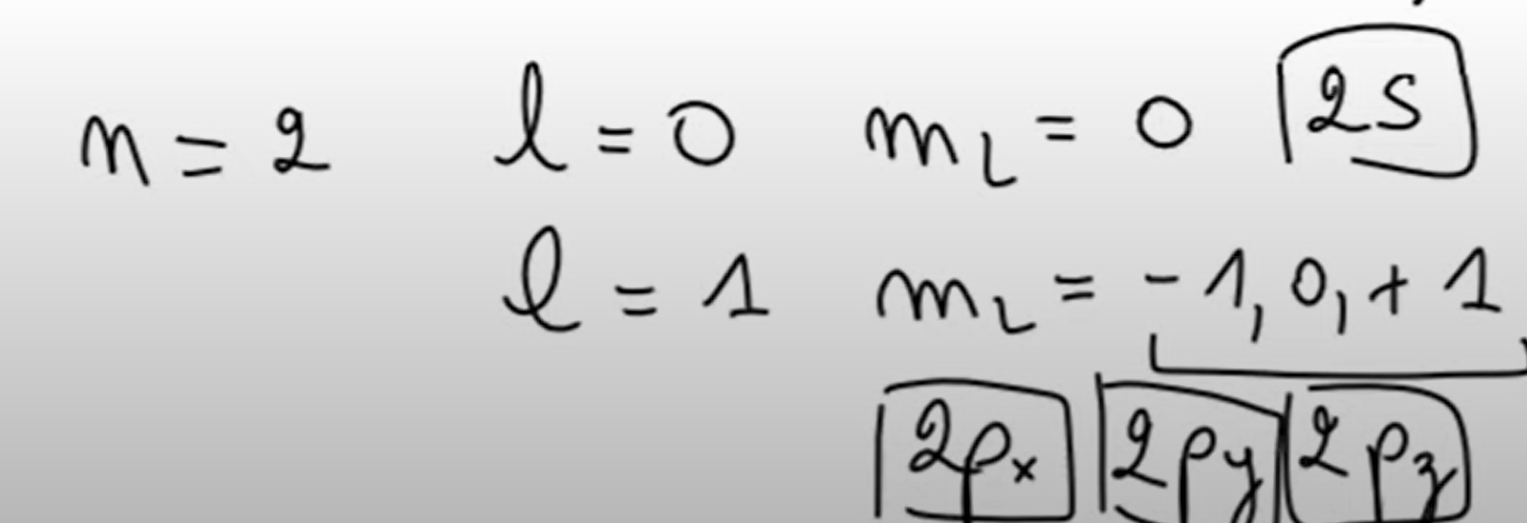 n = 2 l = 0 mL = 0 2S
l = 1 mL = -1, 0, + 1
2px 2py 2pz